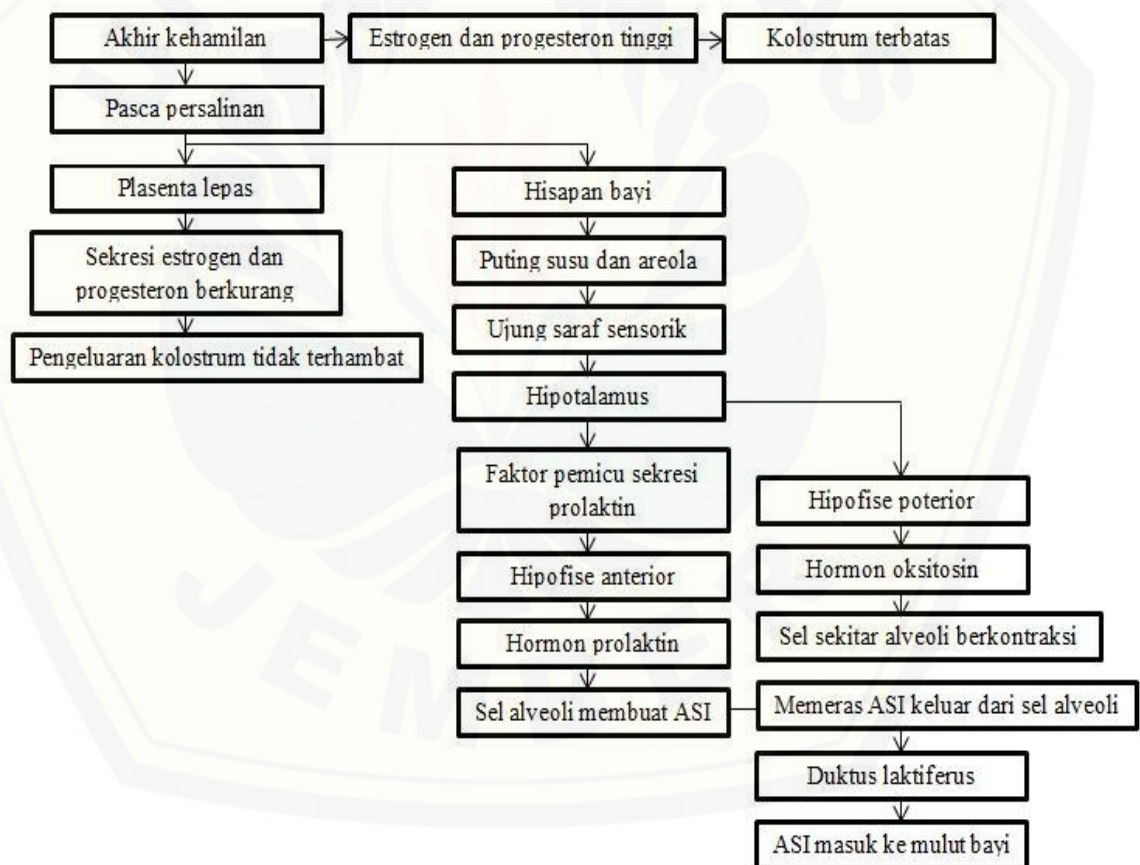 Akhir kehamilan
Estrogen dan progesteron tinggi
Kolostrum terbatas
Pasca persalinan
Plasenta lepas
Sekresi estrogen dan
progesteron berkurang
Pengeluaran kolostrum tidak terhambat
Hisapan bayi
Puting susu dan areola
Ujung saraf sensorik
Hipotalamus
Faktor pemicu sekresi
prolaktin
Hipofise anterior
Hormon prolaktin
Sel alveoli membuat ASI
Hipofise poterior
Hormon oksitosin
Sel sekitar alveoli berkontraksi
Memeras ASI keluar dari sel alveoli
Duktus laktiferus
ASI masuk ke mulut bayi
JEMBER